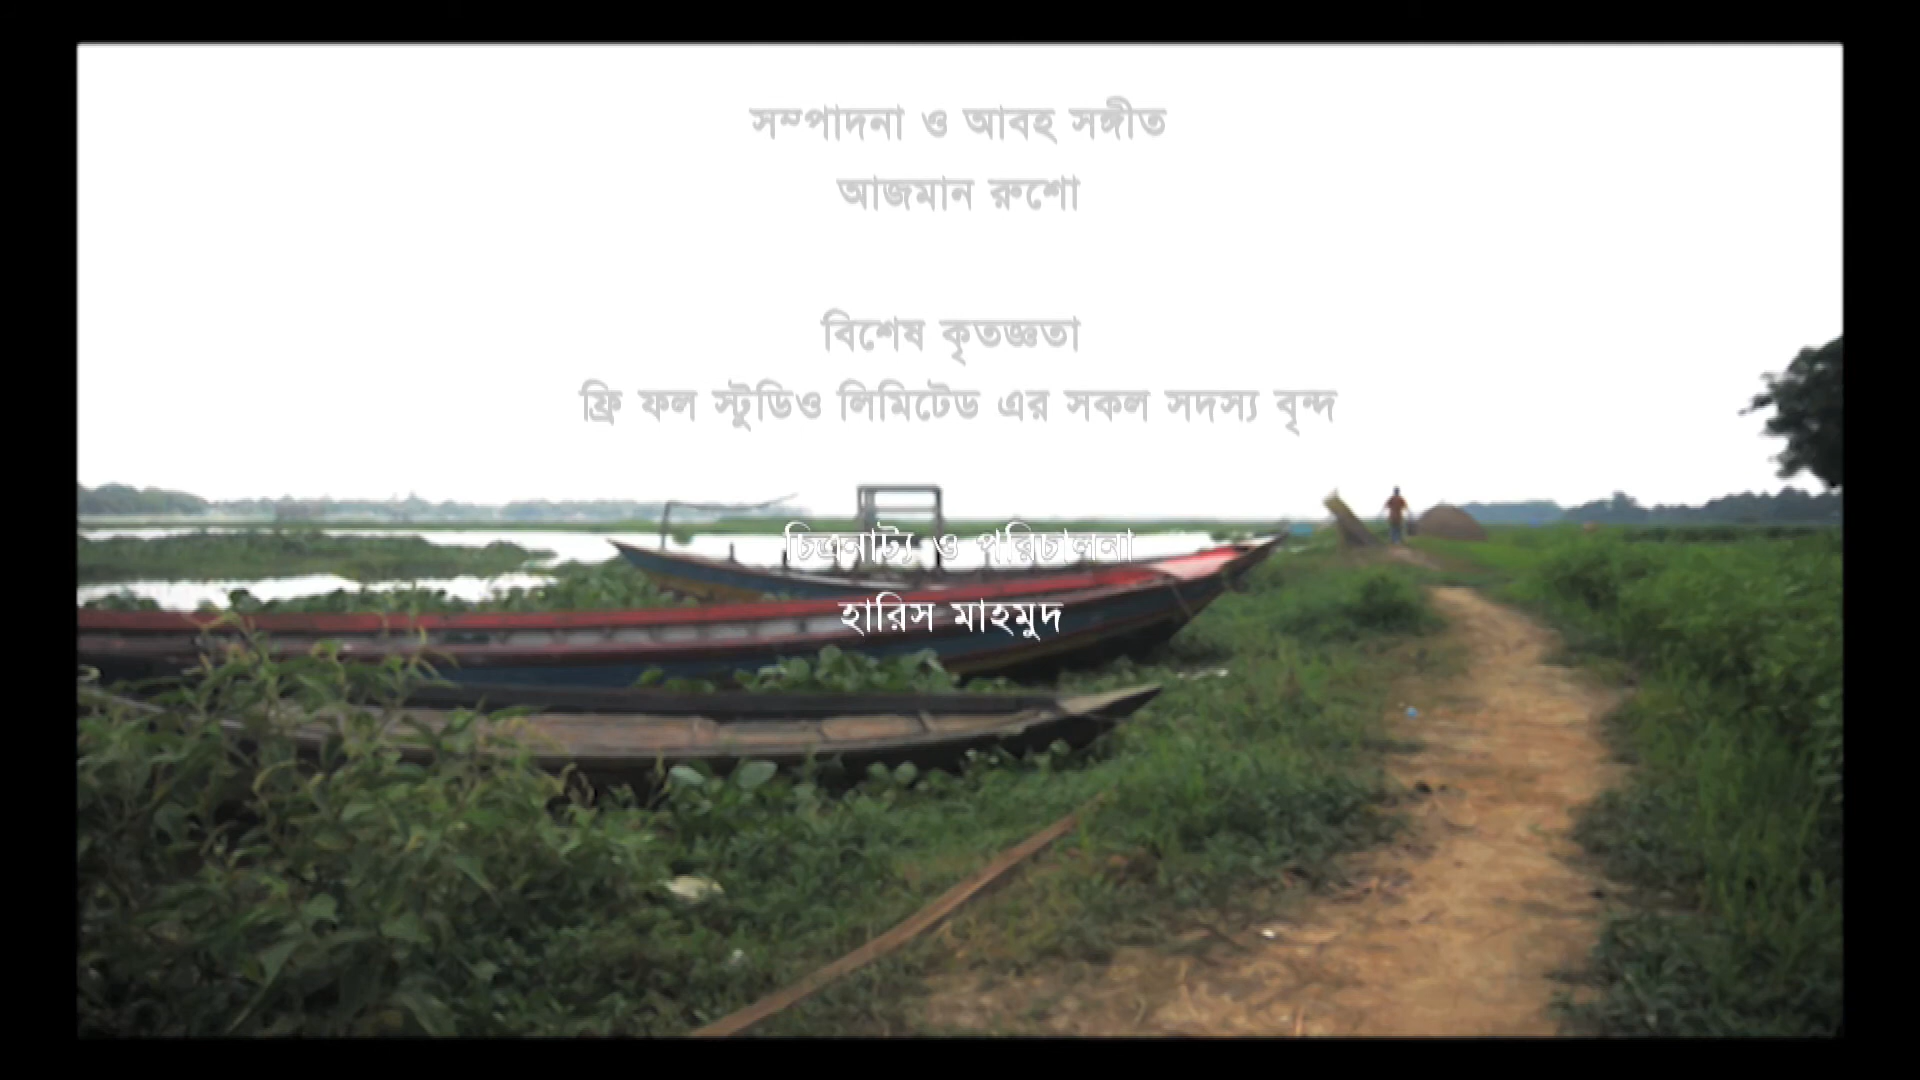 সম্পাদনা ও আবহ সঙ্গীত
আজমান রুশো
বিশেষ কৃতজ্ঞতা
ফ্রি ফল স্টুডিও লিমিটেড এর সকল সদস্য বৃন্দ
চিত্রনাট্য ও পরিচালনা
হারিস মাহমুদ